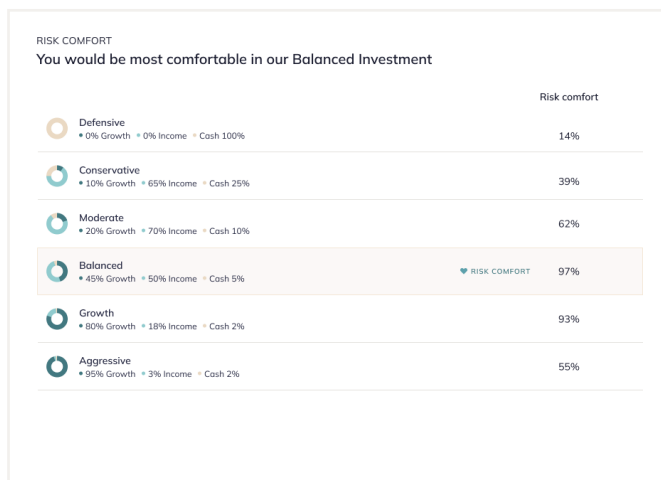 RISK COMFORT
You would be most comfortable in our Balanced Investment
Risk comfort
Defensive
0% Growth 0% Income Cash 100%
14%
Conservative
10% Growth 65% Income Cash 25%
39%
Moderate
20% Growth 70% Income Cash 10%
62%
Balanced
45% Growth 50% Income Cash 5%
RISK COMFORT 97%
Growth
80% Growth 18% Income Cash 2%
93%
Aggressive
95% Growth 3% Income Cash 2%
55%